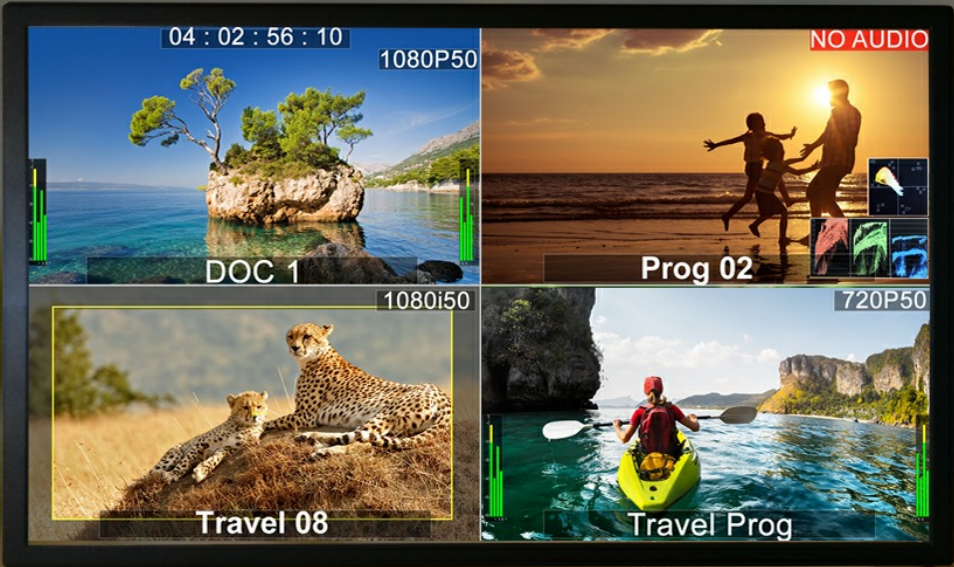 04 : 02 : 56 : 10
1080P50
DOC 1
NO AUDIO
Prog 02
1080i50
Travel 08
720P50
Travel Prog